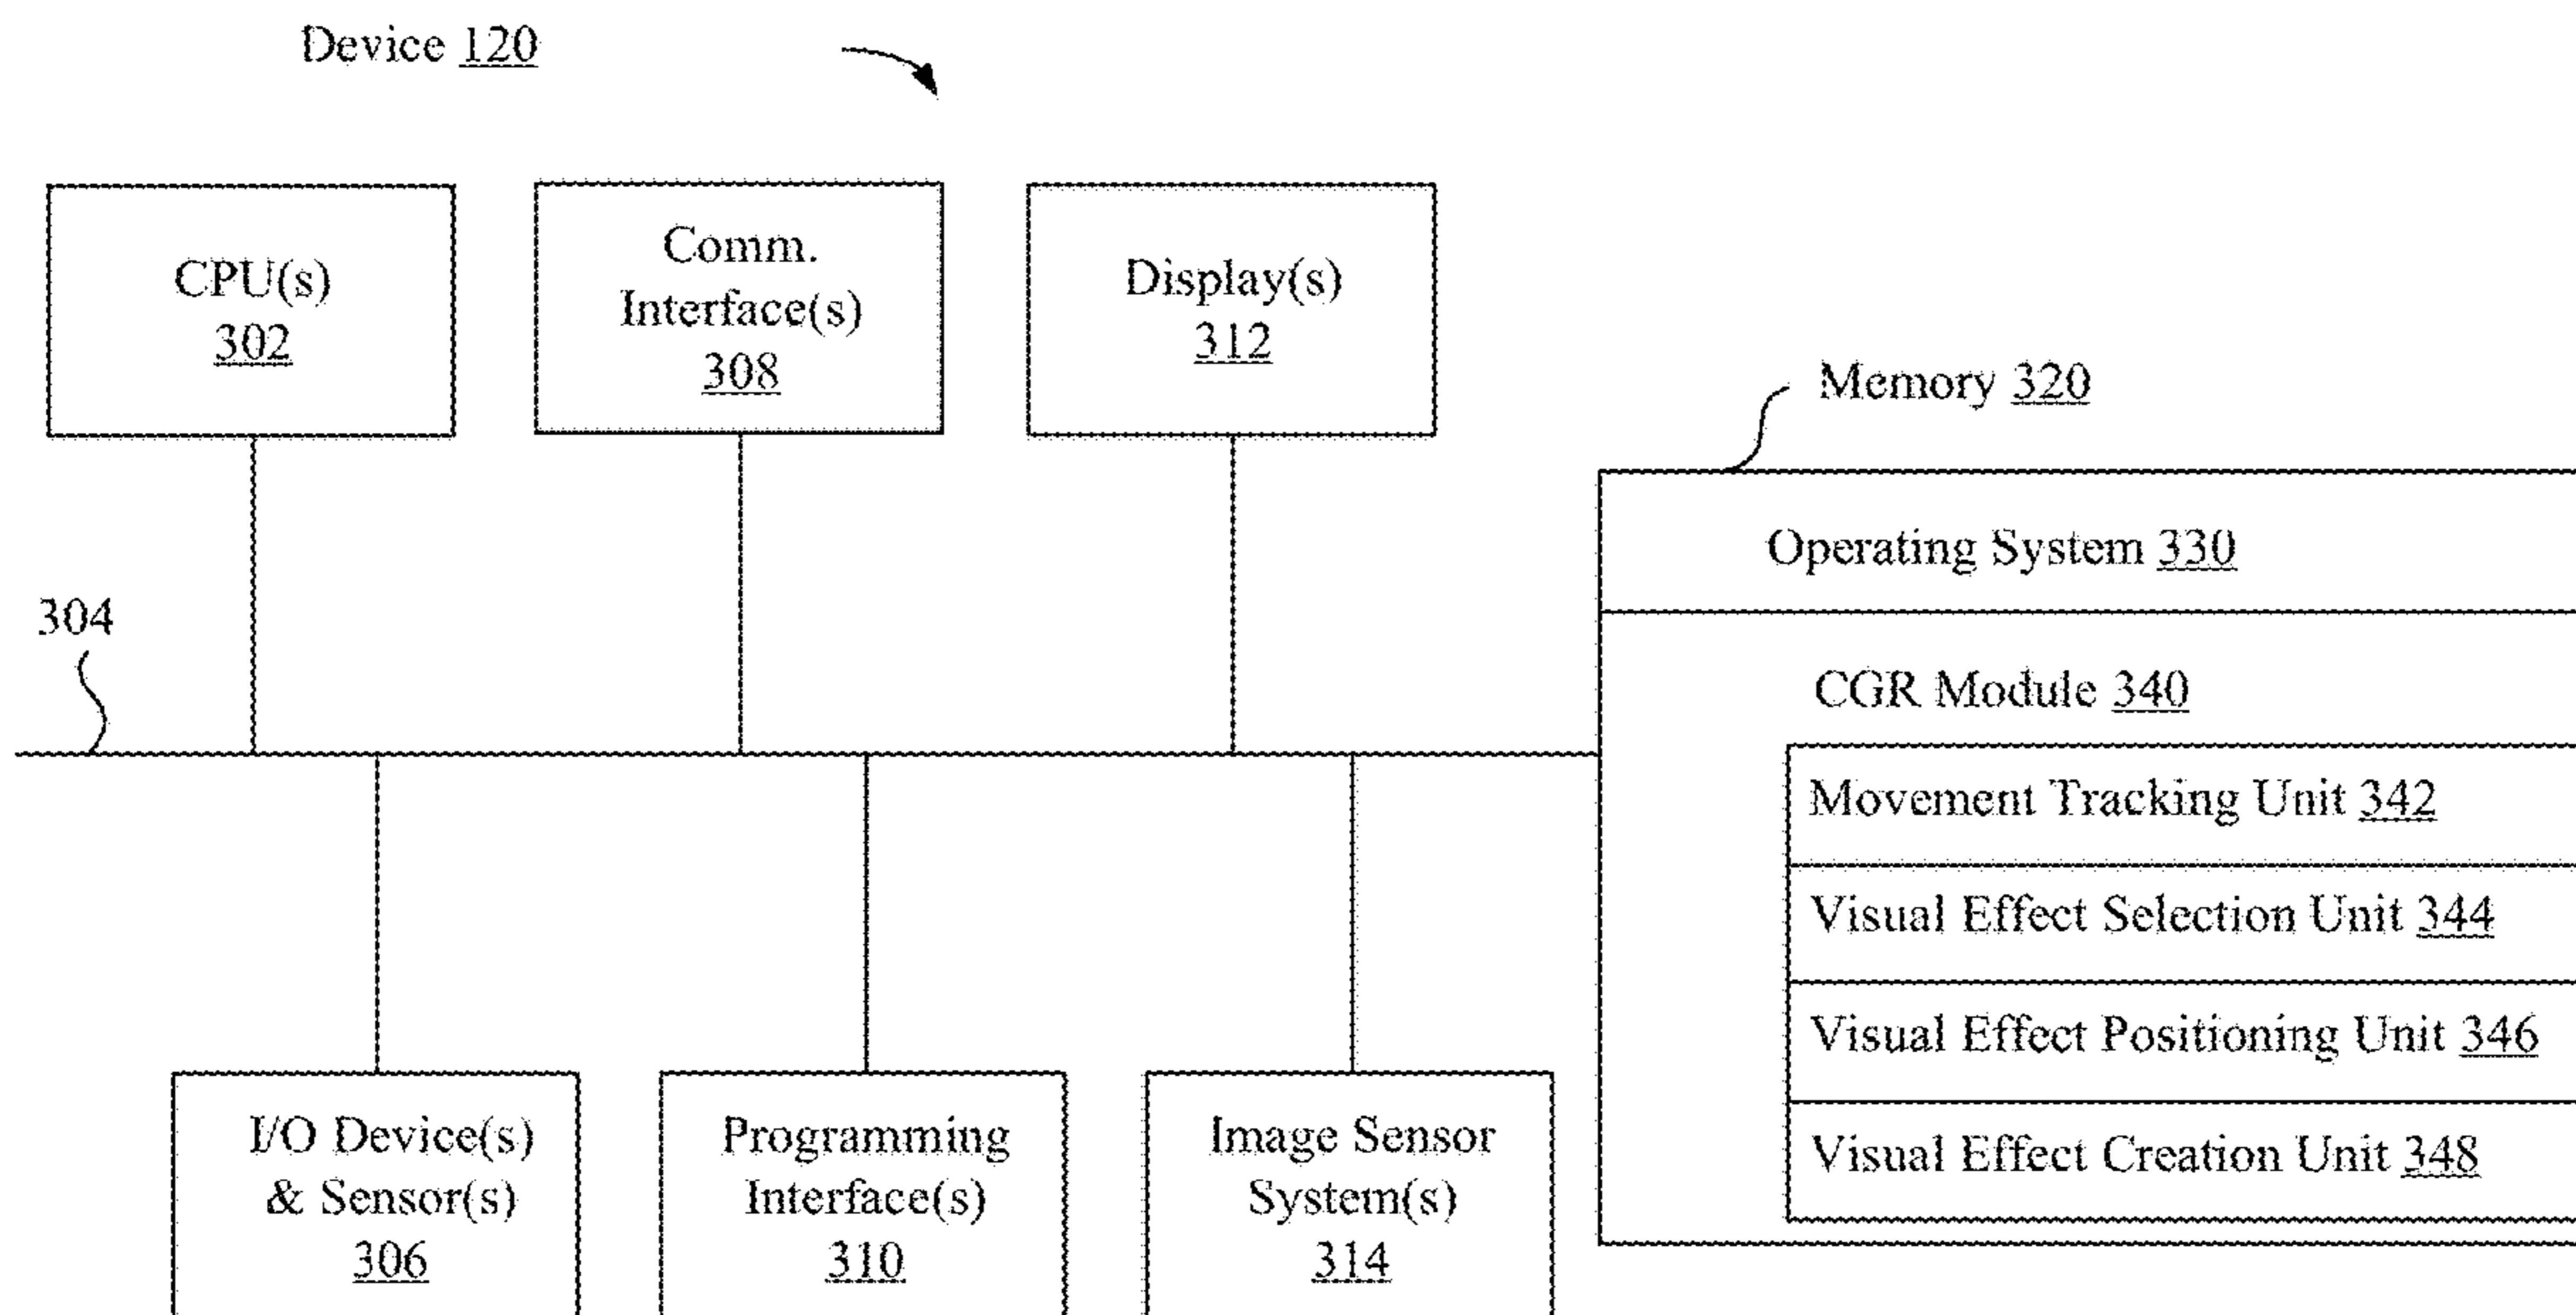 Device 120
CPU(s)
302
Comm.
Interface(s)
308
Display(s)
312
Memory 320
Operating System 330
304
CGR Module 340
Movement Tracking Unit 342
Visual Effect Selection Unit 344
Visual Effect Positioning Unit 346
Visual Effect Creation Unit 348
I/O Device(s)
& Sensor(s)
306
Programming
Interface(s)
310
Image Sensor
System(s)
314